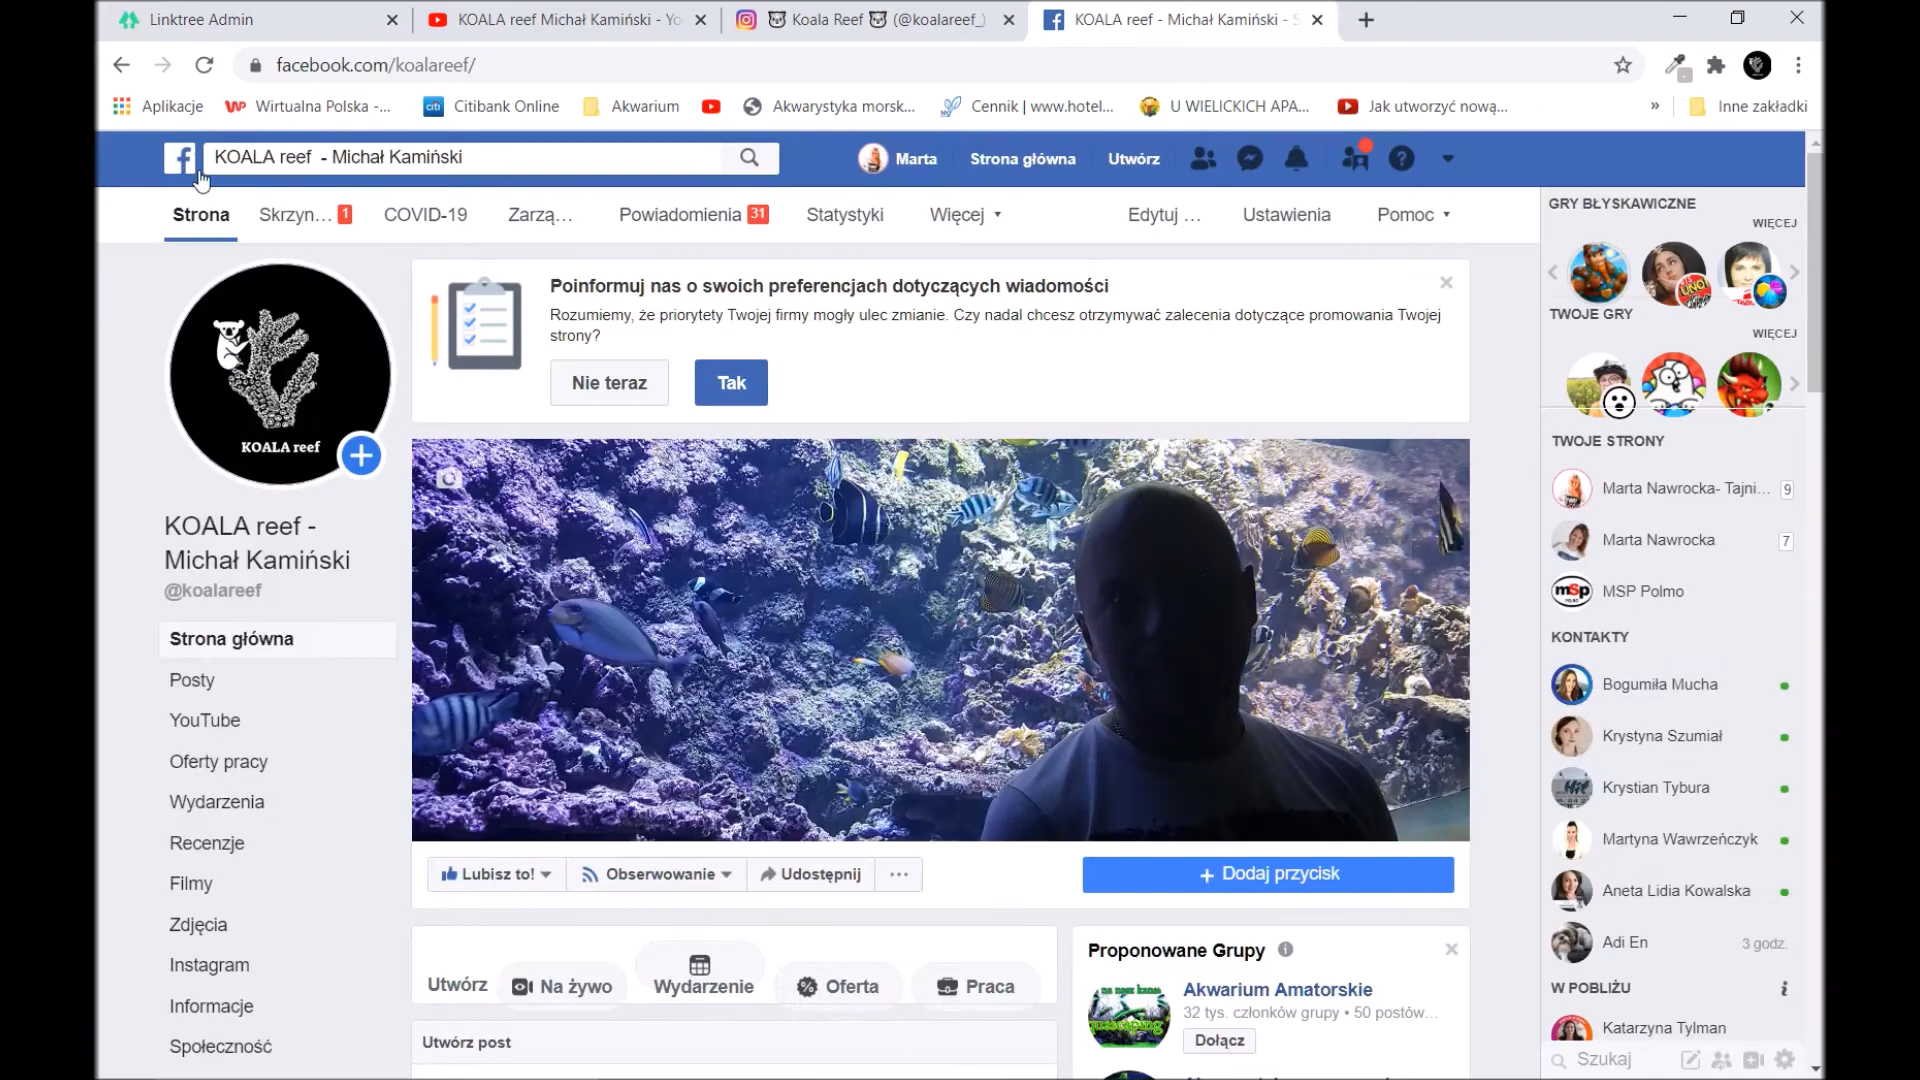 Linktree Admin
KOALA reef Michał Kamiński - Yo
Koala Reef (@koalareef_)
KOALA reef - Michał Kamiński - S
facebook.com/koalareef/
Aplikacje
Wirtualna Polska -...
Citibank Online
Akwarium
Akwarystyka morsk...
Cennik | www.hotel...
U WIELICKICH APA...
Jak utworzyć nową...
»
Inne zakładki
KOALA reef - Michał Kamiński
Marta
Strona główna
Utwórz
Strona
Skrzyn... 1
COVID-19
Zarzą...
Powiadomienia 31
Statystyki
Więcej
Edytuj ...
Ustawienia
Pomoc
KOALA reef
KOALA reef -
Michał Kamiński
@koalareef
Strona główna
Posty
YouTube
Oferty pracy
Wydarzenia
Recenzje
Filmy
Zdjęcia
Instagram
Informacje
Społeczność
Poinformuj nas o swoich preferencjach dotyczących wiadomości
Rozumiemy, że priorytety Twojej firmy mogły ulec zmianie. Czy nadal chcesz otrzymywać zalecenia dotyczące promowania Twojej
strony?
Nie teraz
Tak
Lubisz to!
Obserwowanie
Udostępnij
...
+ Dodaj przycisk
Utwórz
Na żywo
Wydarzenie
Oferta
Praca
Utwórz post
Proponowane Grupy
Akwarium Amatorskie
32 tys. członków grupy • 50 postów...
Dołącz
GRY BŁYSKAWICZNE
WIĘCEJ
UNO
TWOJE GRY
WIĘCEJ
TWOJE STRONY
Marta Nawrocka- Tajni... 9
Marta Nawrocka 7
msp
MSP Polmo
KONTAKTY
Bogumiła Mucha
Krystyna Szumiał
Krystian Tybura
Martyna Wawrzeńczyk
Aneta Lidia Kowalska
Adi En 3 godz.
W POBLIŻU
Katarzyna Tylman
Szukaj